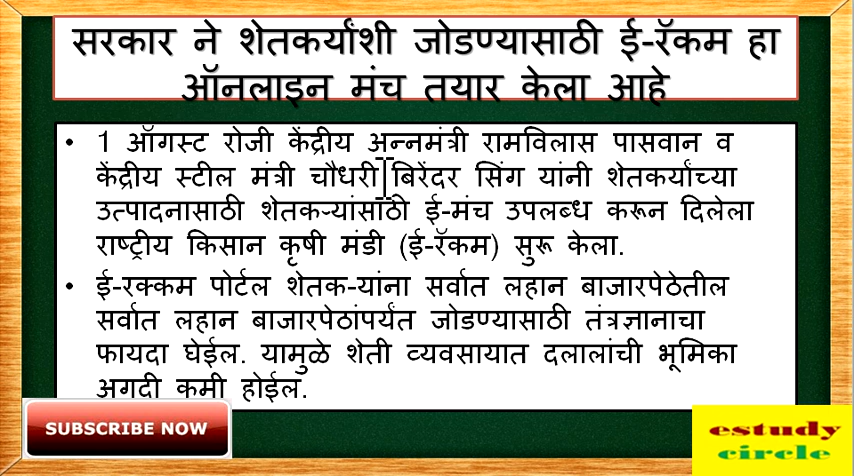 सरकार ने शेतकर्यांशी जोडण्यासाठी ई-रॅकम हा
ऑनलाइन मंच तयार केला आहे
• 1 ऑगस्ट रोजी केंद्रीय अन्नमंत्री रामविलास पासवान व
केंद्रीय स्टील मंत्री चौधरी बिरेंदर सिंग यांनी शेतकर्यांच्या
उत्पादनासाठी शेतकऱ्यांसाठी ई-मंच उपलब्ध करून दिलेला
राष्ट्रीय किसान कृषी मंडी (ई-रॅकम) सुरू केला.
• ई-रक्कम पोर्टल शेतक-यांना सर्वात लहान बाजारपेठेतील
सर्वात लहान बाजारपेठांपर्यंत जोडण्यासाठी तंत्रज्ञानाचा
फायदा घेईल. यामुळे शेती व्यवसायात दलालांची भूमिका
अगदी कमी होईल.
SUBSCRIBE NOW
estudy
circle